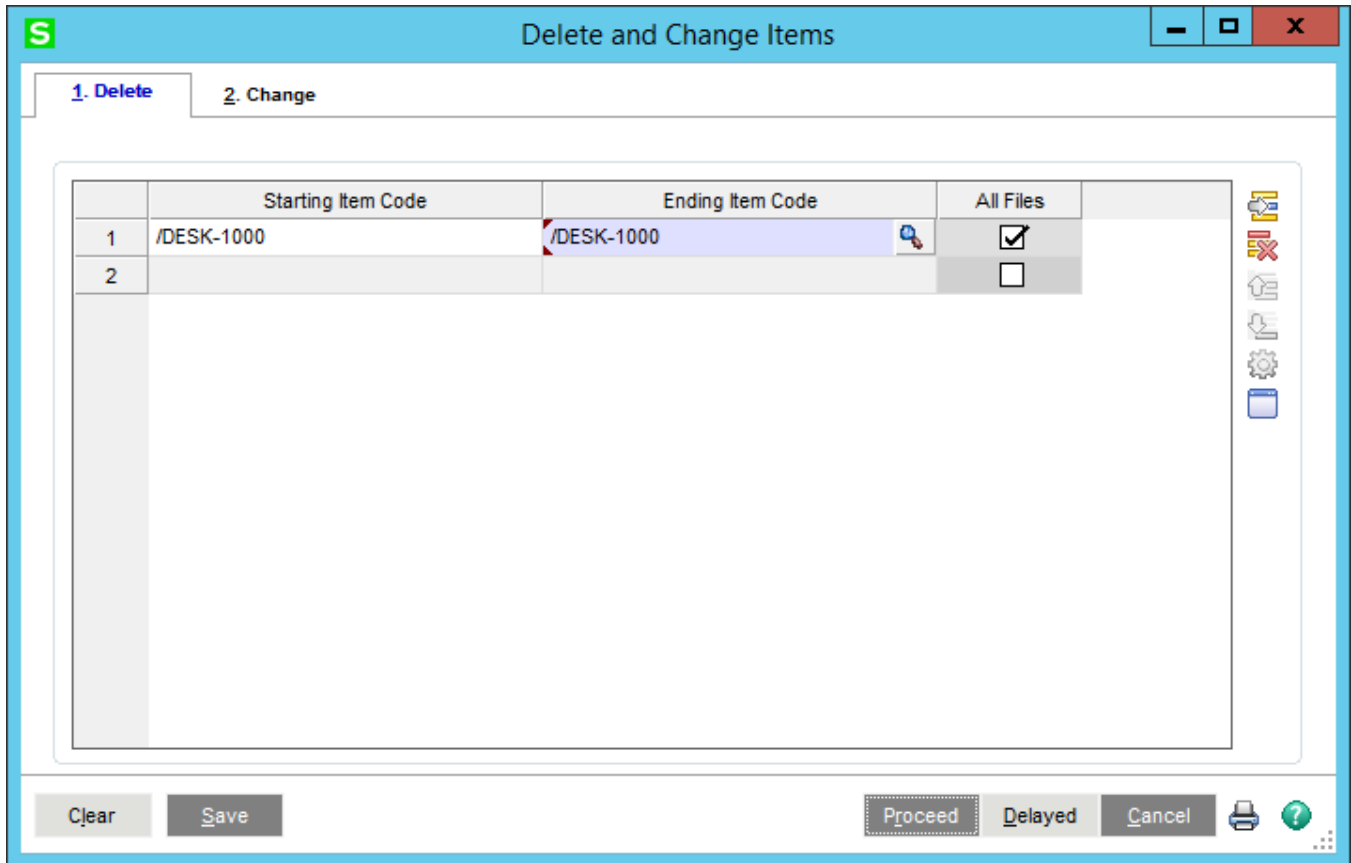 S Delete and Change Items
1. Delete 2. Change
Starting Item Code Ending Item Code All Files
1 /DESK-1000 /DESK-1000
2
Clear Save Proceed Delayed Cancel ?